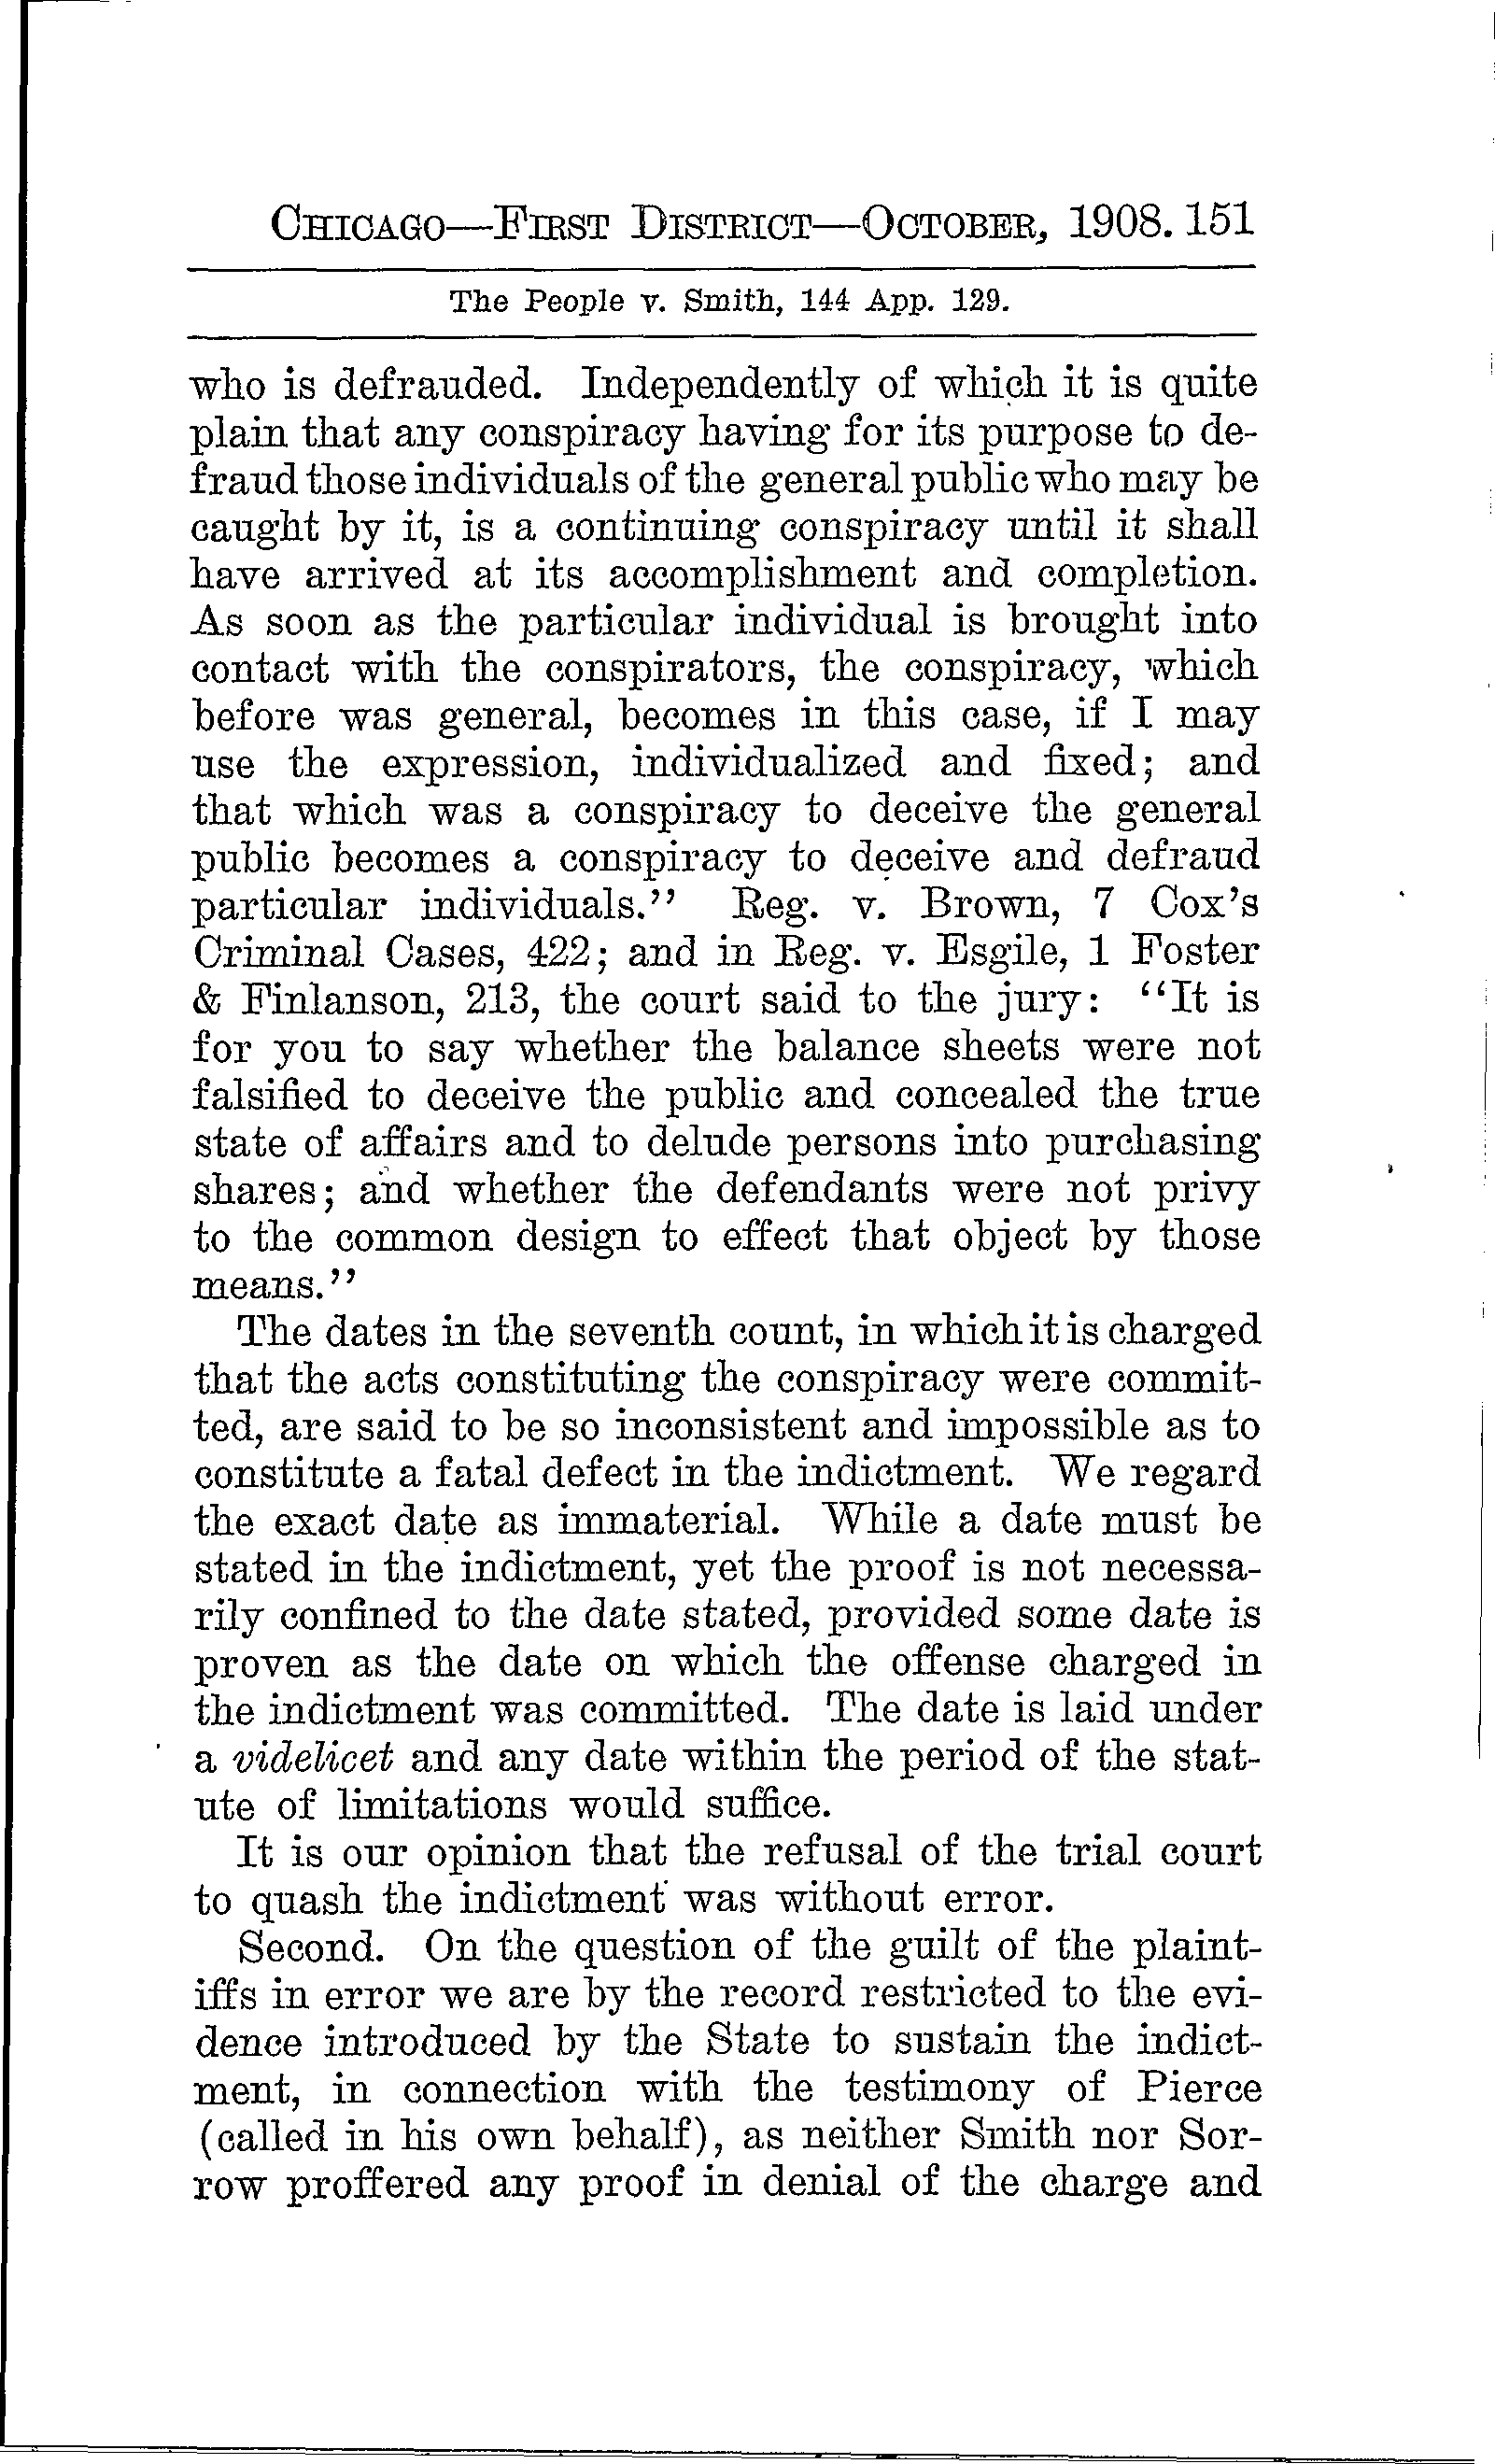 CHICAGO—FIRST DISTRICT—OCTOBER, 1908. 151
The People v. Smith, 144 App. 129.
who is defrauded. Independently of which it is quite
plain that any conspiracy having for its purpose to de-
fraud those individuals of the general public who may be
caught by it, is a continuing conspiracy until it shall
have arrived at its accomplishment and completion.
As soon as the particular individual is brought into
contact with the conspirators, the conspiracy, which
before was general, becomes in this case, if I may
use the expression, individualized and fixed; and
that which was a conspiracy to deceive the general
public becomes a conspiracy to deceive and defraud
particular individuals.” Reg. v. Brown, 7 Cox’s
Criminal Cases, 422; and in Reg. v. Esgile, 1 Foster
& Finlanson, 213, the court said to the jury: “It is
for you to say whether the balance sheets were not
falsified to deceive the public and concealed the true
state of affairs and to delude persons into purchasing
shares; and whether the defendants were not privy
to the common design to effect that object by those
means.”
The dates in the seventh count, in which it is charged
that the acts constituting the conspiracy were commit-
ted, are said to be so inconsistent and impossible as to
constitute a fatal defect in the indictment. We regard
the exact date as immaterial. While a date must be
stated in the indictment, yet the proof is not necessa-
rily confined to the date stated, provided some date is
proven as the date on which the offense charged in
the indictment was committed. The date is laid under
a videlicet and any date within the period of the stat-
ute of limitations would suffice.
It is our opinion that the refusal of the trial court
to quash the indictment was without error.
Second. On the question of the guilt of the plaint-
iffs in error we are by the record restricted to the evi-
dence introduced by the State to sustain the indict-
ment, in connection with the testimony of Pierce
(called in his own behalf), as neither Smith nor Sor-
row proffered any proof in denial of the charge and